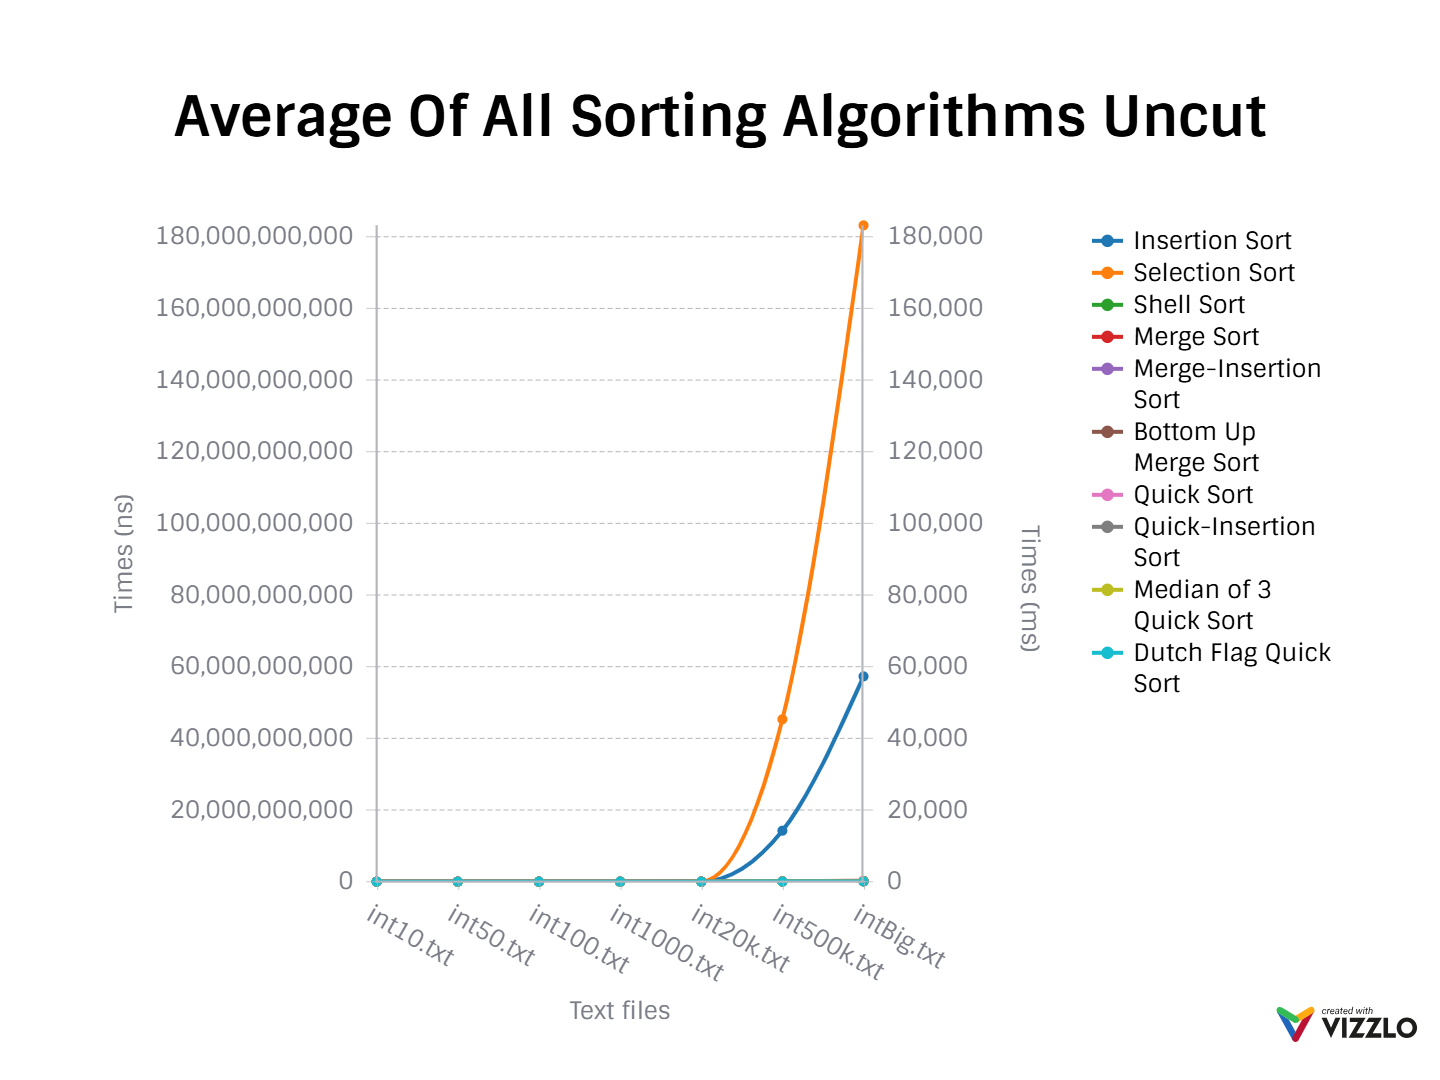 Average Of All Sorting Algorithms Uncut
180,000,000,000
160,000,000,000
140,000,000,000
120,000,000,000
100,000,000,000
80,000,000,000
60,000,000,000
40,000,000,000
20,000,000,000
0
Times (ns)
180,000
160,000
140,000
120,000
100,000
80,000
60,000
40,000
20,000
0
Times (ms)
int10.txt
int50.txt
int100.txt
int1000.txt
int20k.txt
int500k.txt
intBig.txt
Text files
Insertion Sort
Selection Sort
Shell Sort
Merge Sort
Merge-Insertion
Sort
Bottom Up
Merge Sort
Quick Sort
Quick-Insertion
Sort
Median of 3
Quick Sort
Dutch Flag Quick
Sort
created with
VIZZLO